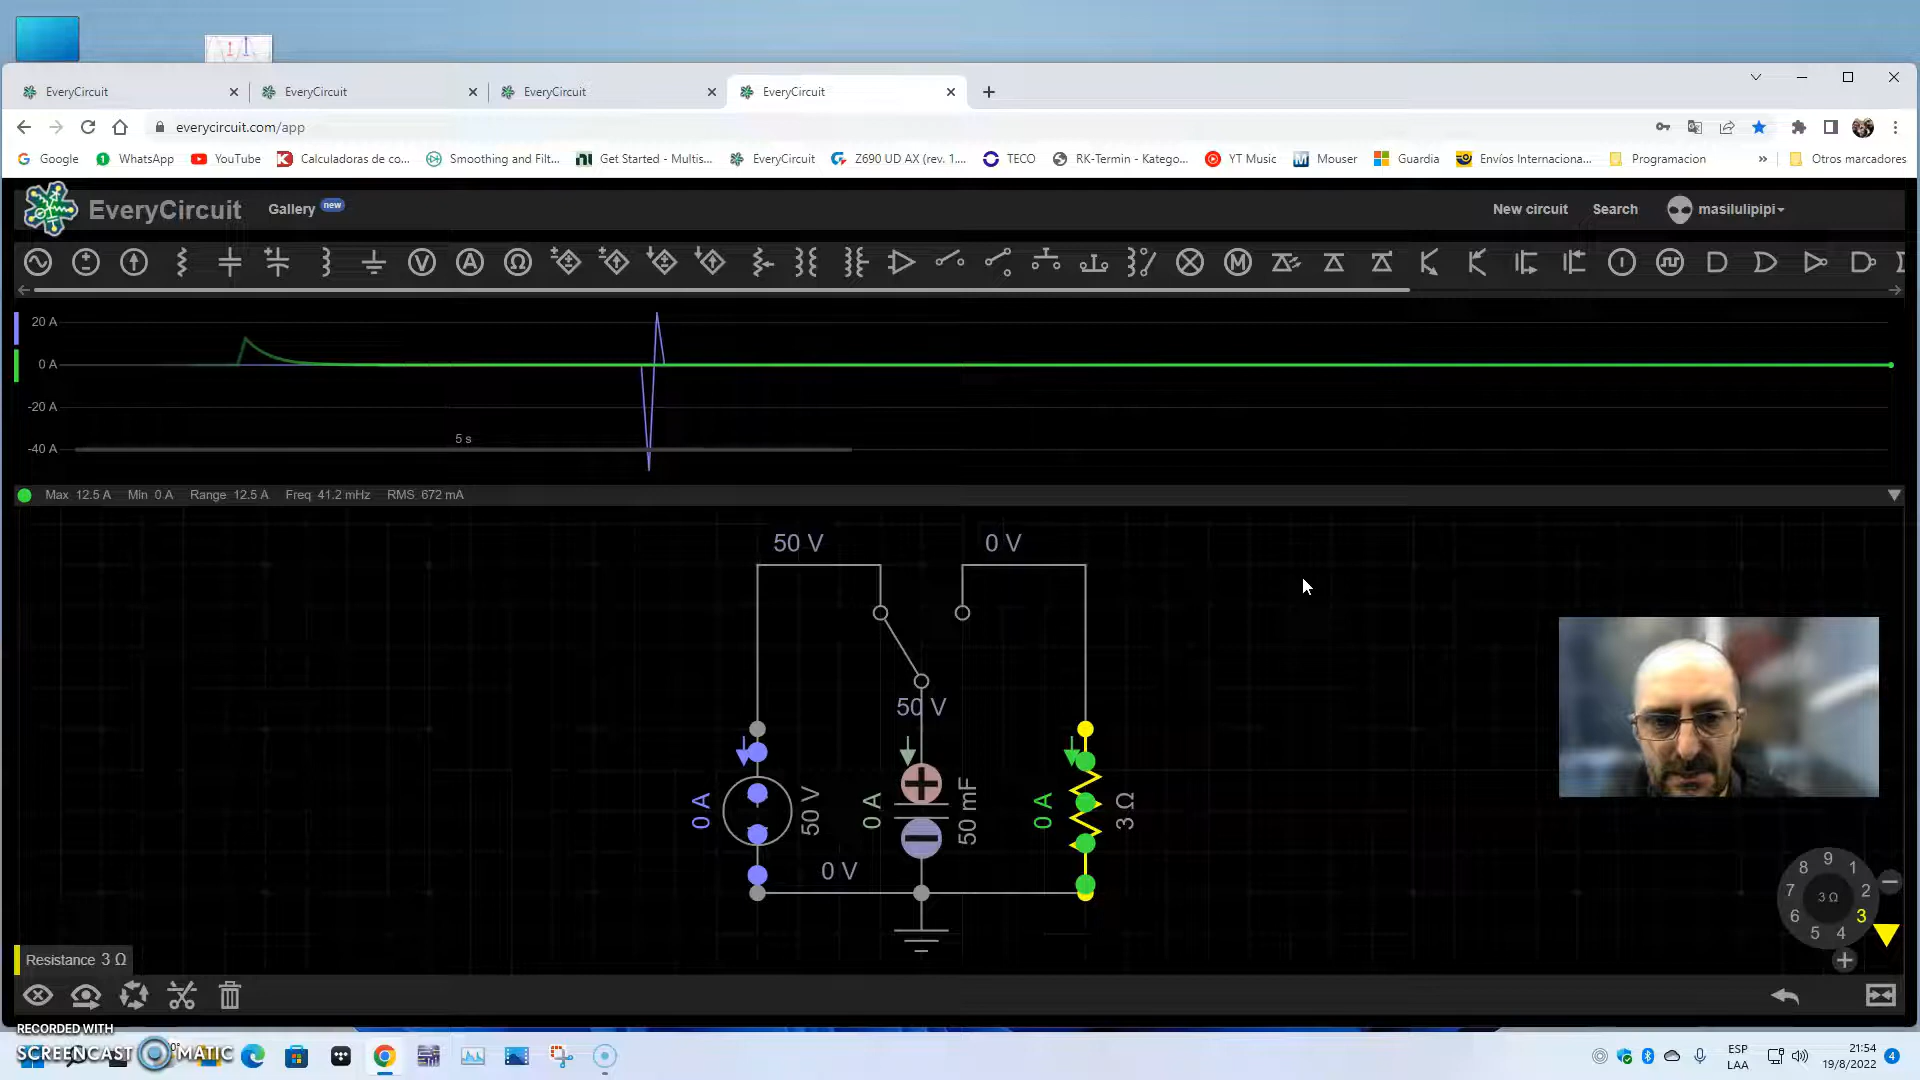 EveryCircuit
EveryCircuit
EveryCircuit
EveryCircuit
everycircuit.com/app
Google
WhatsApp
YouTube
Calculadoras de co...
Smoothing and Filt...
Get Started - Multis...
EveryCircuit
Z690 UD AX (rev. 1....
TECO
RK-Termin - Katego...
YT Music
Mouser
Guardia
Envíos Internaciona...
Programacion
»
Otros marcadores
EveryCircuit
Gallery new
New circuit
Search
masilulipipi
20 A
0 A
-20 A
-40 A
5 s
Max 12.5 A Min 0 A Range 12.5 A Freq 41.2 mHz RMS 672 mA
50 V
0 V
50 V
0 A
50 V
0 A
50 mF
0 A
3 Ω
0 V
9
8 1
7 3 Ω 2
6 3
5 4
Resistance 3 Ω
RECORDED WITH
SCREENCAST MATIC
ESP
LAA
21:54
19/8/2022
4